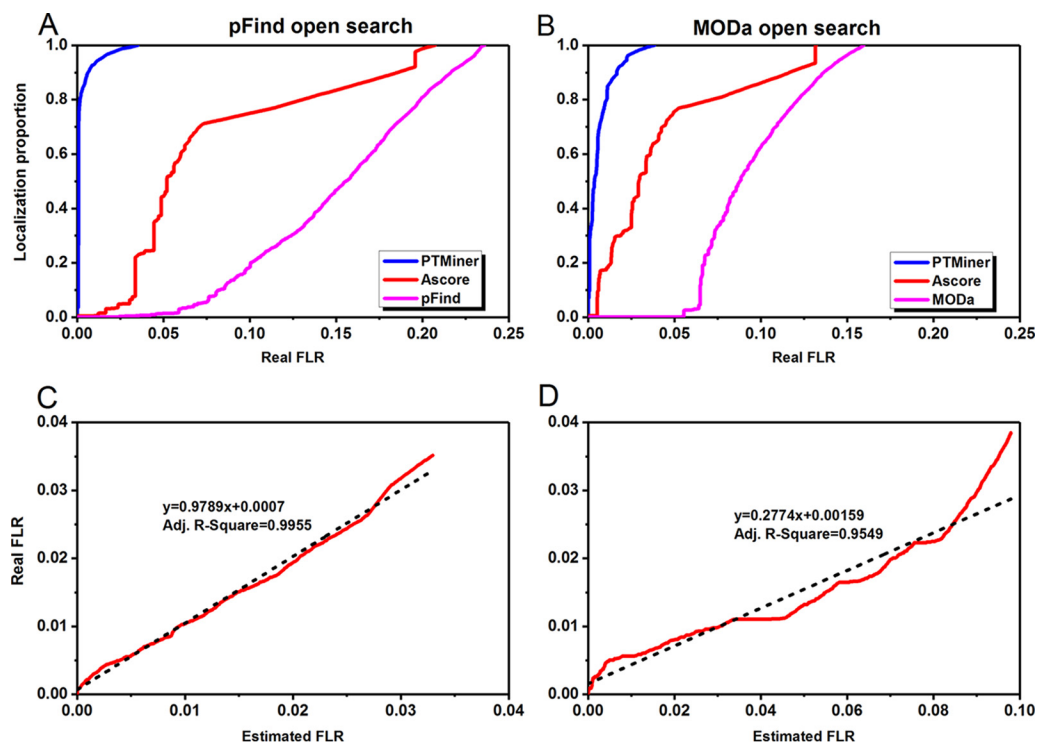 A
pFind open search
1.0
0.8
0.6
0.4
0.2
0.0
Localization proportion
PTMiner
Ascore
pFind
0.00 0.05 0.10 0.15 0.20 0.25
Real FLR
B
MODa open search
1.0
0.8
0.6
0.4
0.2
0.0
PTMiner
Ascore
MODa
0.00 0.05 0.10 0.15 0.20 0.25
Real FLR
C
0.04
0.03
0.02
0.01
0.00
Real FLR
y=0.9789x+0.0007
Adj. R-Square=0.9955
0.00 0.01 0.02 0.03 0.04
Estimated FLR
D
0.04
0.03
0.02
0.01
0.00
y=0.2774x+0.00159
Adj. R-Square=0.9549
0.00 0.02 0.04 0.06 0.08 0.10
Estimated FLR